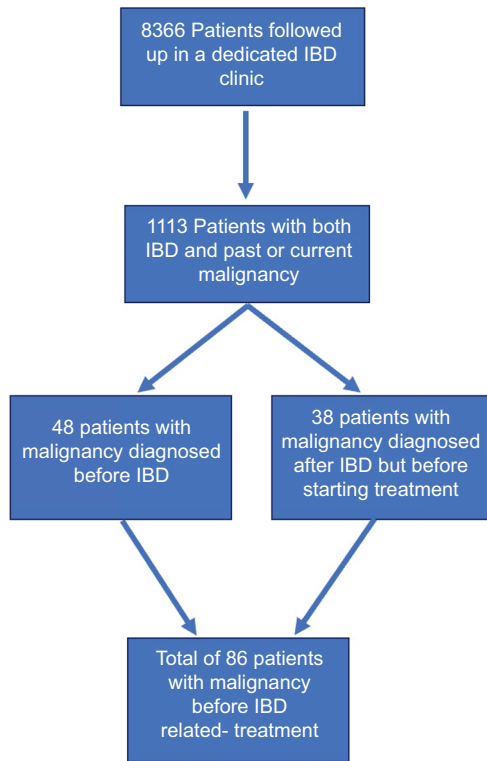 8366 Patients followed
up in a dedicated IBD
clinic
1113 Patients with both
IBD and past or current
malignancy
48 patients with
malignancy diagnosed
before IBD
38 patients with
malignancy diagnosed
after IBD but before
starting treatment
Total of 86 patients
with malignancy
before IBD
related- treatment